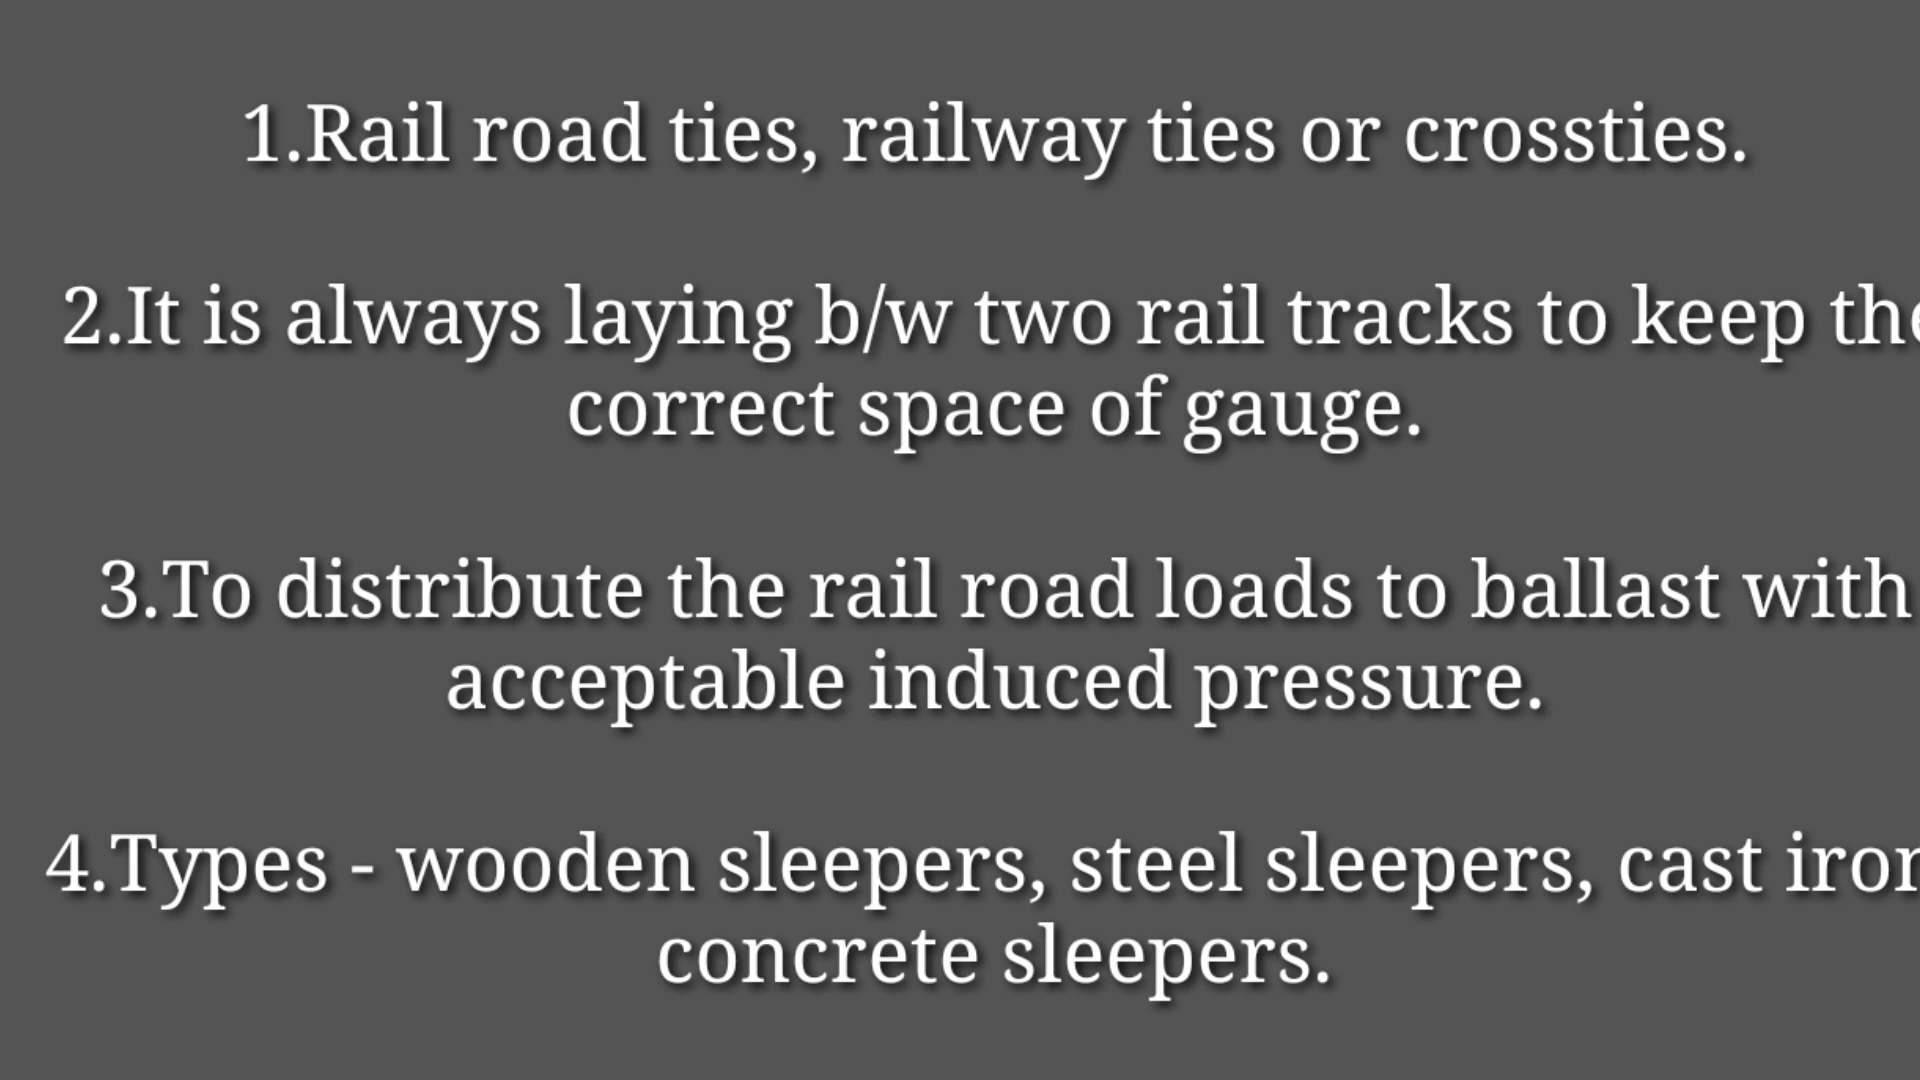 1.Rail road ties, railway ties or crossties.
2.It is always laying b/w two rail tracks to keep the
correct space of gauge.
3.To distribute the rail road loads to ballast with
acceptable induced pressure.
4.Types - wooden sleepers, steel sleepers, cast iron
concrete sleepers.